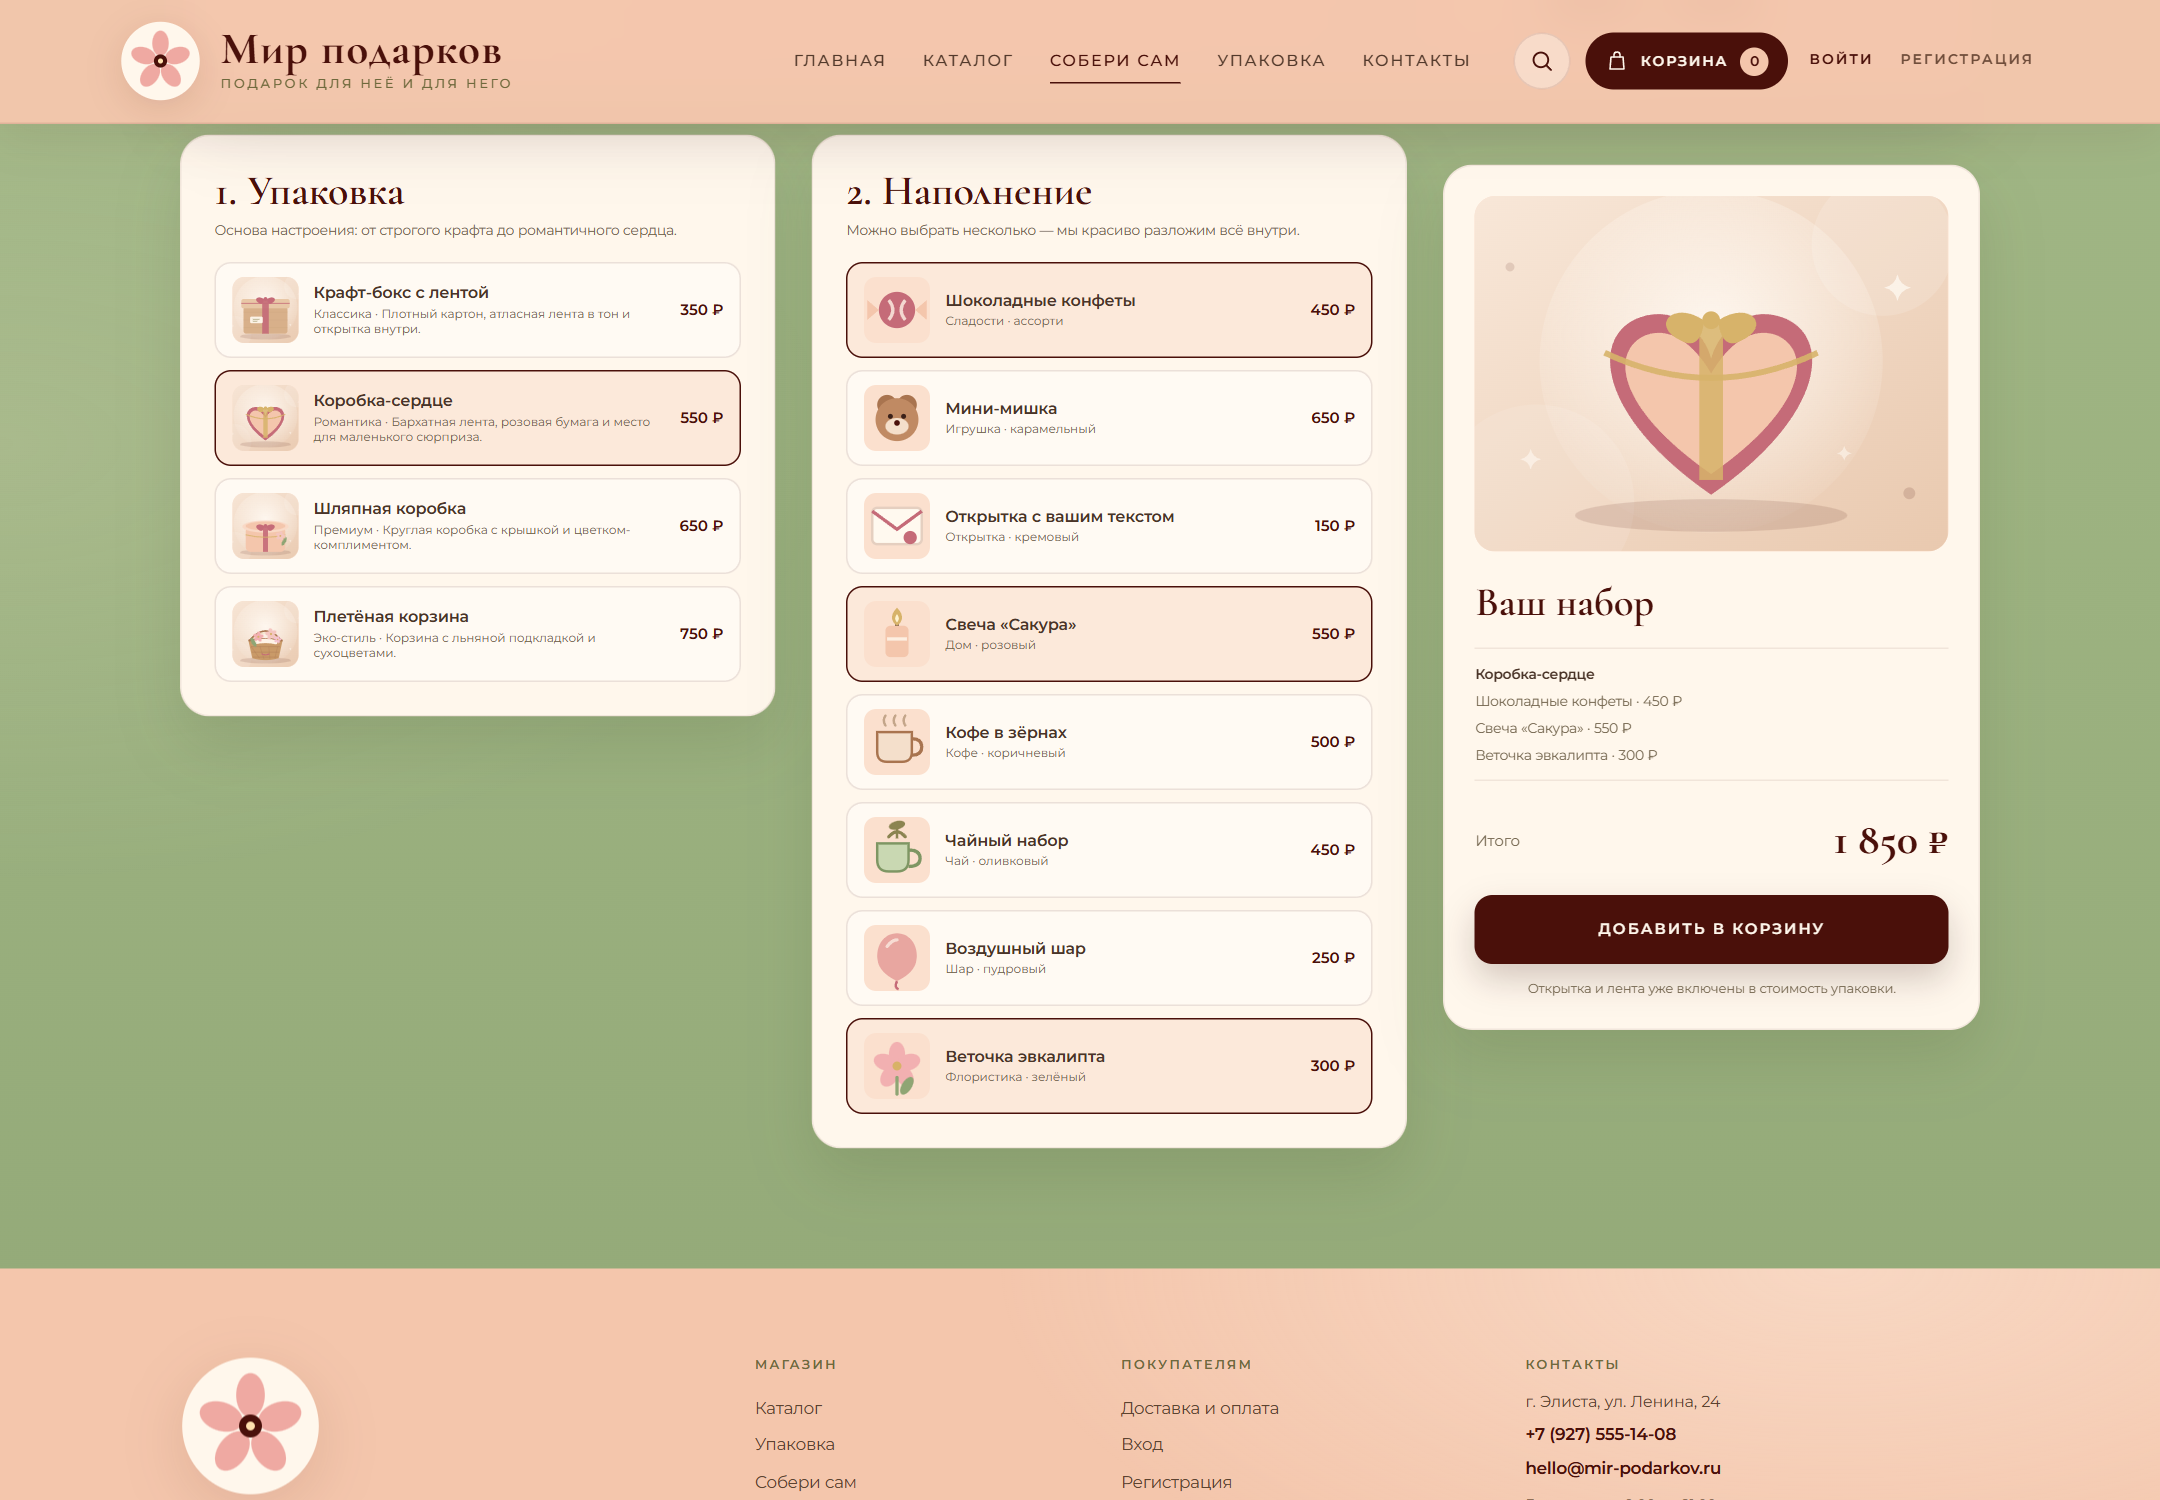 Мир подарков
ПОДАРОК ДЛЯ НЕЁ И ДЛЯ НЕГО
ГЛАВНАЯ
КАТАЛОГ
СОБЕРИ САМ
УПАКОВКА
КОНТАКТЫ
КОРЗИНА 0
ВОЙТИ
РЕГИСТРАЦИЯ
1. Упаковка
Основа настроения: от строгого крафта до романтичного сердца.
Крафт-бокс с лентой
Классика · Плотный картон, атласная лента в тон и
открытка внутри.
350 ₽
Коробка-сердце
Романтика · Бархатная лента, розовая бумага и место
для маленького сюрприза.
550 ₽
Шляпная коробка
Премиум · Круглая коробка с крышкой и цветком-
комплиментом.
650 ₽
Плетёная корзина
Эко-стиль · Корзина с льняной подкладкой и
сухоцветами.
750 ₽
2. Наполнение
Можно выбрать несколько — мы красиво разложим всё внутри.
Шоколадные конфеты
Сладости · ассорти
450 ₽
Мини-мишка
Игрушка · карамельный
650 ₽
Открытка с вашим текстом
Открытка · кремовый
150 ₽
Свеча «Сакура»
Дом · розовый
550 ₽
Кофе в зёрнах
Кофе · коричневый
500 ₽
Чайный набор
Чай · оливковый
450 ₽
Воздушный шар
Шар · пудровый
250 ₽
Веточка эвкалипта
Флористика · зелёный
300 ₽
Ваш набор
Коробка-сердце
Шоколадные конфеты · 450 ₽
Свеча «Сакура» · 550 ₽
Веточка эвкалипта · 300 ₽
Итого
1 850 ₽
ДОБАВИТЬ В КОРЗИНУ
Открытка и лента уже включены в стоимость упаковки.
МАГАЗИН
Каталог
Упаковка
Собери сам
ПОКУПАТЕЛЯМ
Доставка и оплата
Вход
Регистрация
КОНТАКТЫ
г. Элиста, ул. Ленина, 24
+7 (927) 555-14-08
hello@mir-podarkov.ru